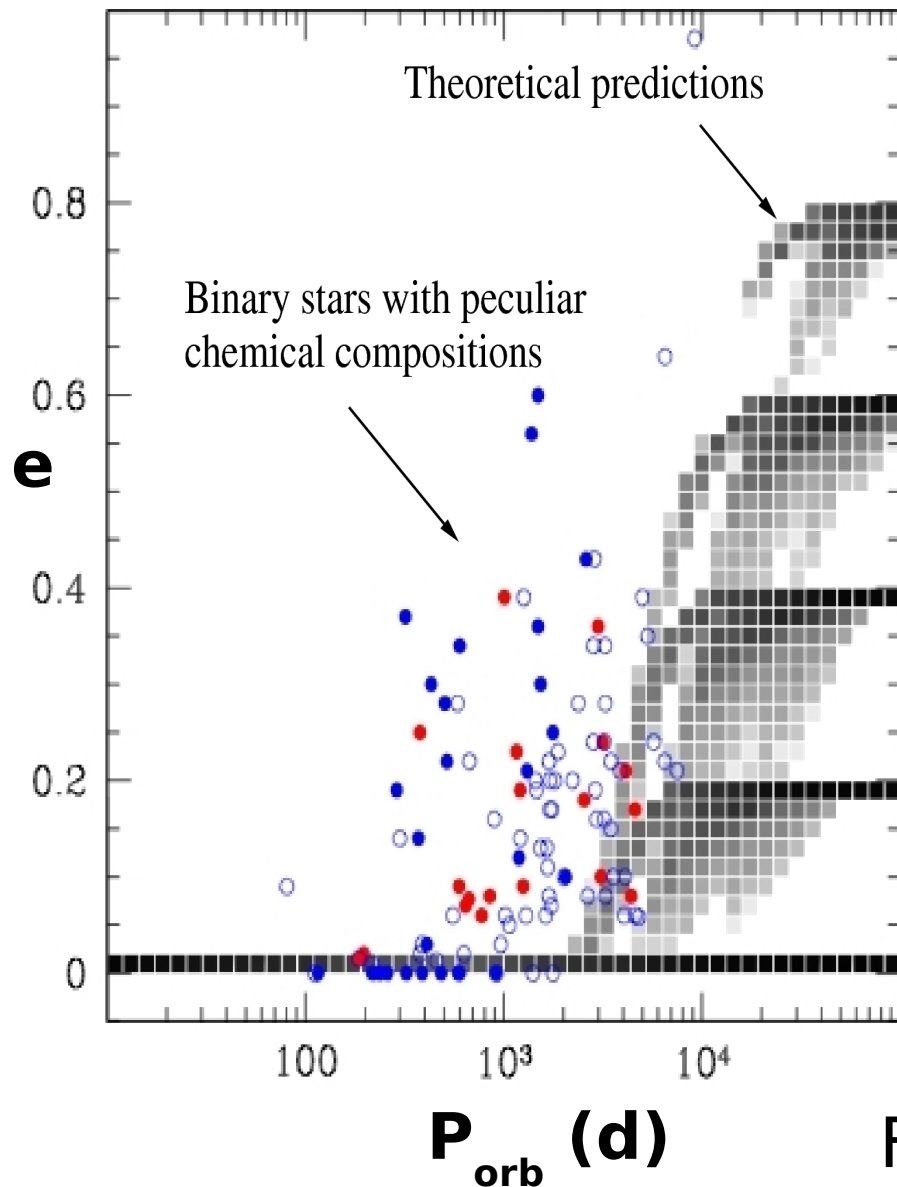 Theoretical predictions
0.8
Binary stars with peculiar
chemical compositions
0.6
e
0.4
0.2
0
100 10³ 10⁴
P_orb (d)